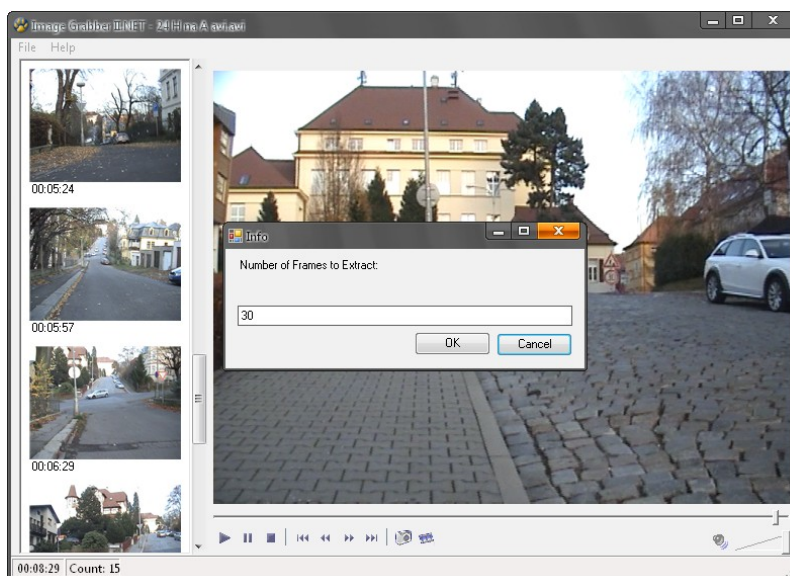 Image Grabber II.NET - 24 H na A avi.avi
File Help
00:05:24
00:05:57
00:06:29
Info
Number of Frames to Extract:
30
OK Cancel
00:08:29 Count: 15